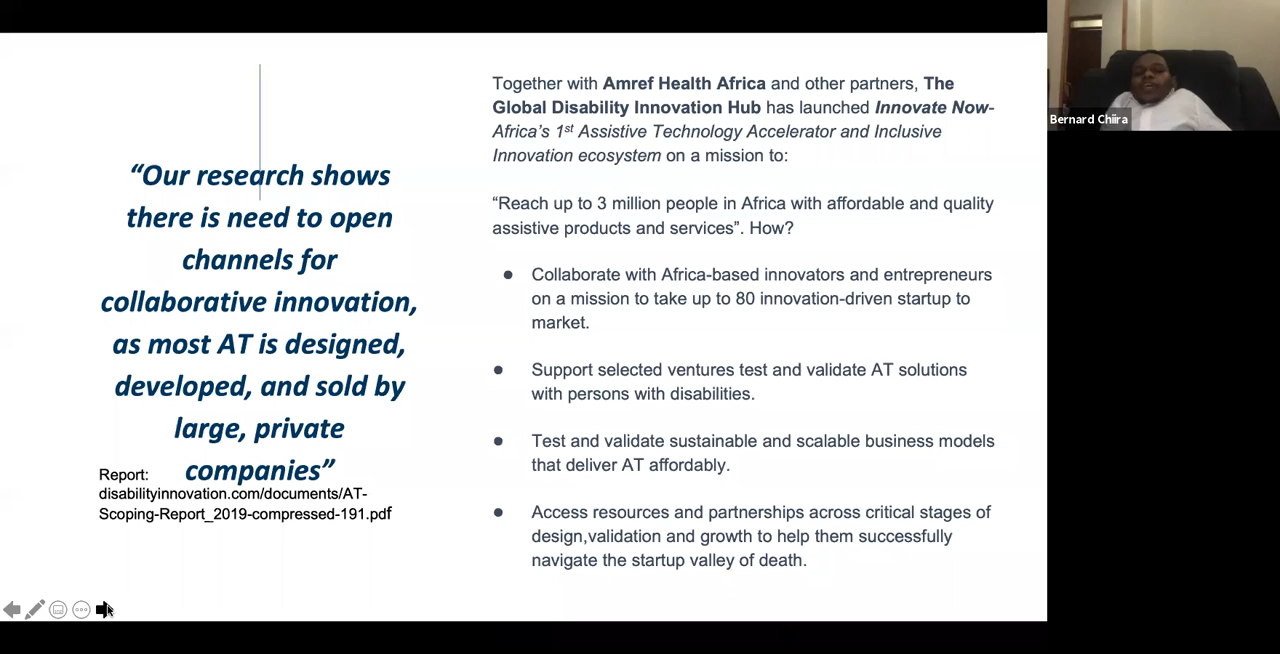 “Our research shows
there is need to open
channels for
collaborative innovation,
as most AT is designed,
developed, and sold by
large, private
companies”
Report:
disabilityinnovation.com/documents/AT-
Scoping-Report_2019-compressed-191.pdf
Together with Amref Health Africa and other partners, The
Global Disability Innovation Hub has launched Innovate Now-
Africa’s 1st Assistive Technology Accelerator and Inclusive
Innovation ecosystem on a mission to:
“Reach up to 3 million people in Africa with affordable and quality
assistive products and services”. How?
● Collaborate with Africa-based innovators and entrepreneurs
on a mission to take up to 80 innovation-driven startup to
market.
● Support selected ventures test and validate AT solutions
with persons with disabilities.
● Test and validate sustainable and scalable business models
that deliver AT affordably.
● Access resources and partnerships across critical stages of
design,validation and growth to help them successfully
navigate the startup valley of death.
Bernard Chiira